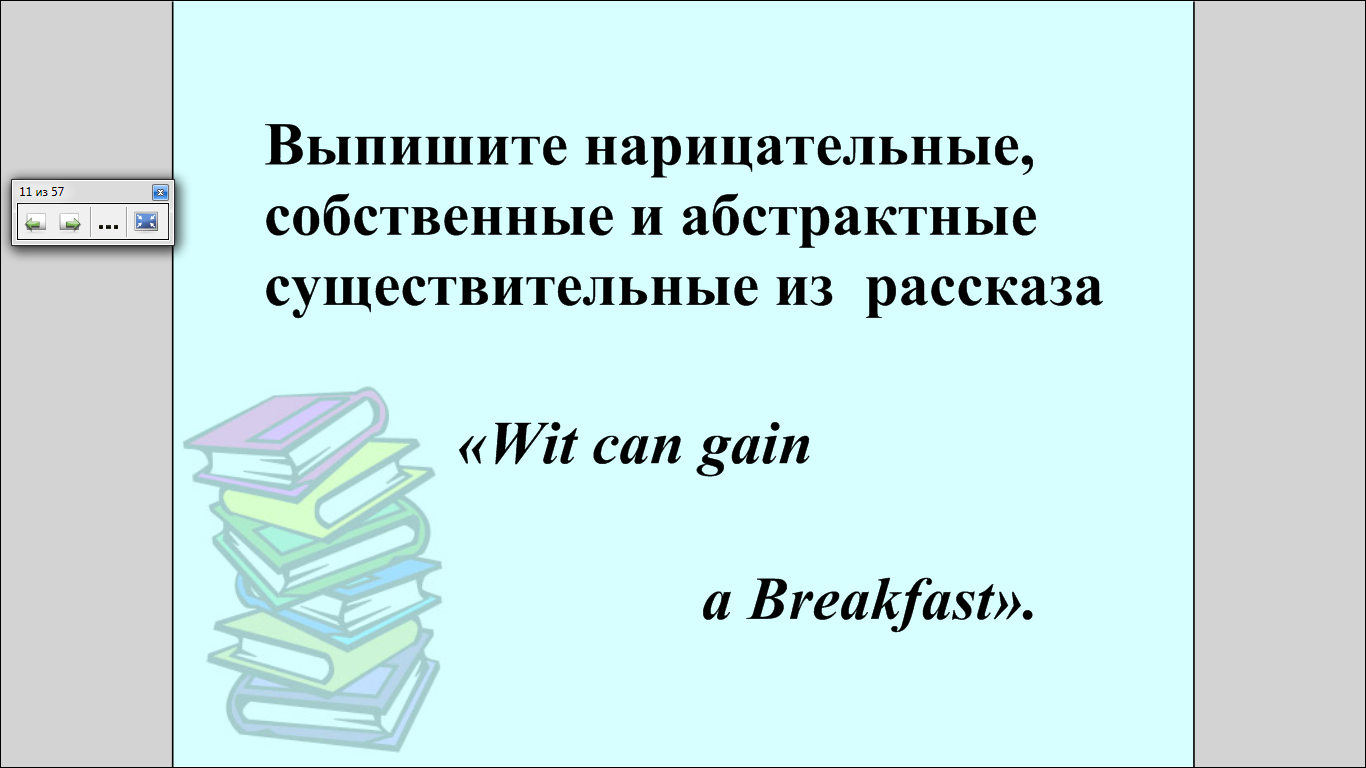 Выпишите нарицательные,
собственные и абстрактные
существительные из рассказа
11 из 57
...
«Wit can gain
a Breakfast».